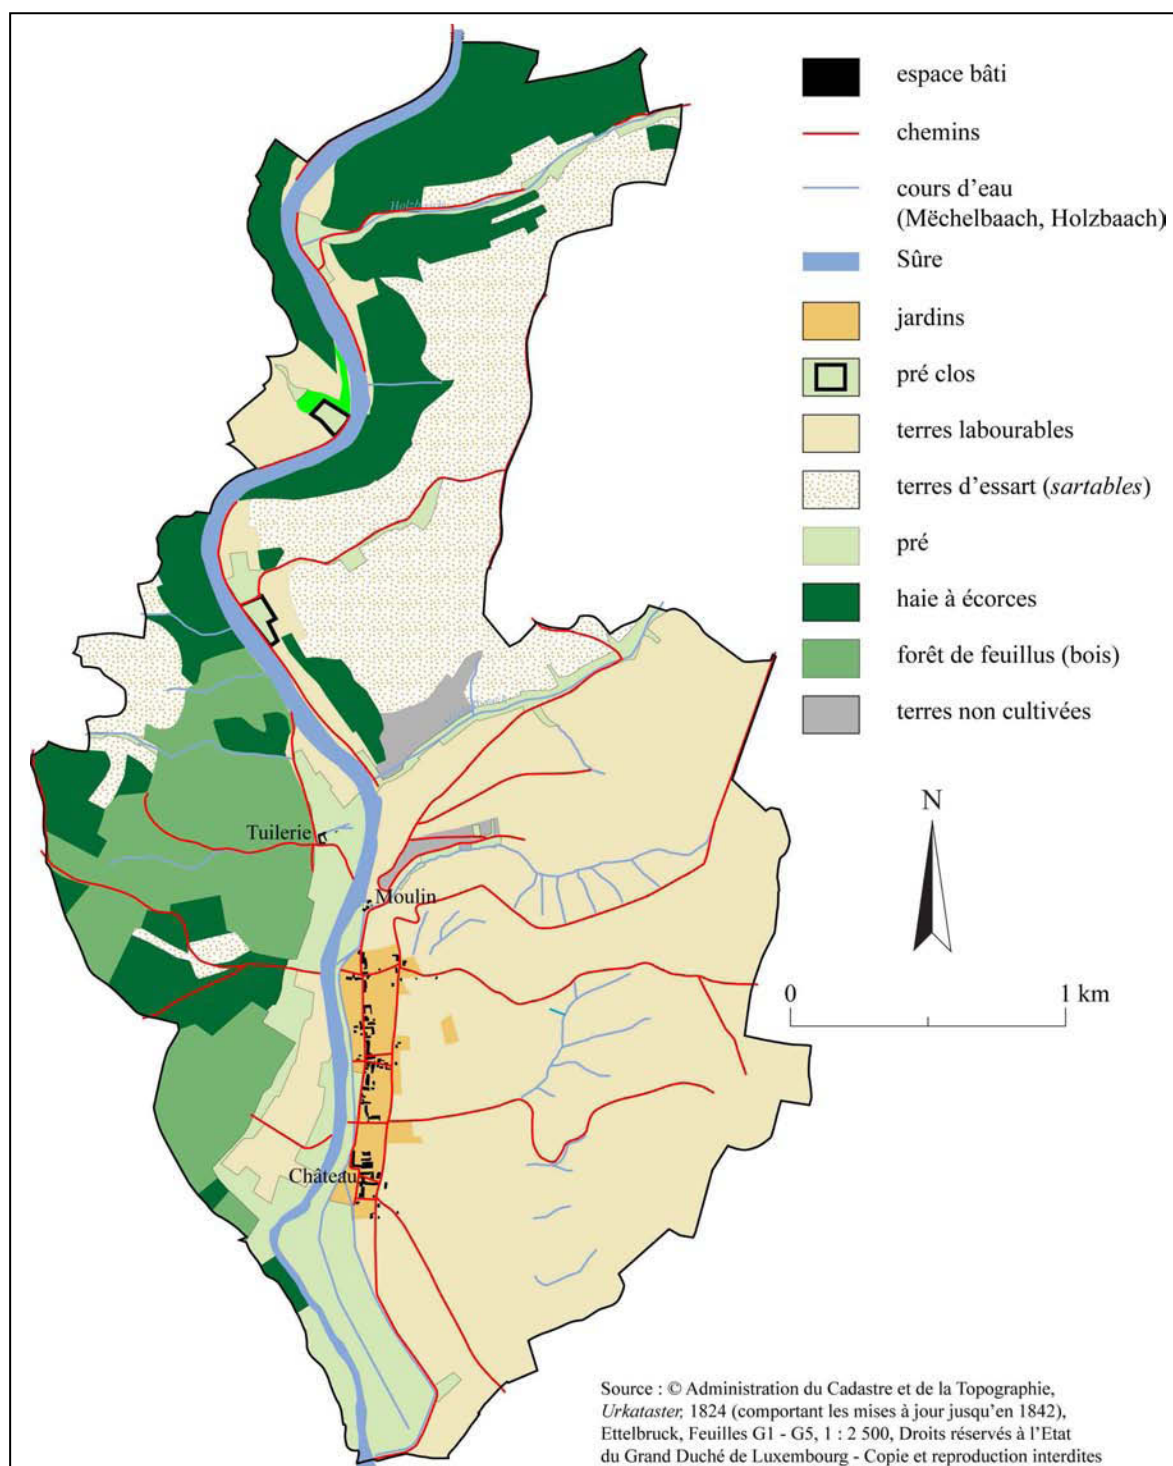 espace bâti
chemins
cours d'eau
(Mëchelbaach, Holzbaach)
Sûre
jardins
pré clos
terres labourables
terres d'essart (sartables)
pré
haie à écorces
forêt de feuillus (bois)
terres non cultivées
Holzbaach
Tuilerie
Moulin
Château
N
0 1 km
Source : © Administration du Cadastre et de la Topographie,
Urkataster, 1824 (comportant les mises à jour jusqu'en 1842),
Ettelbruck, Feuilles G1 - G5, 1 : 2 500, Droits réservés à l'Etat
du Grand Duché de Luxembourg - Copie et reproduction interdites